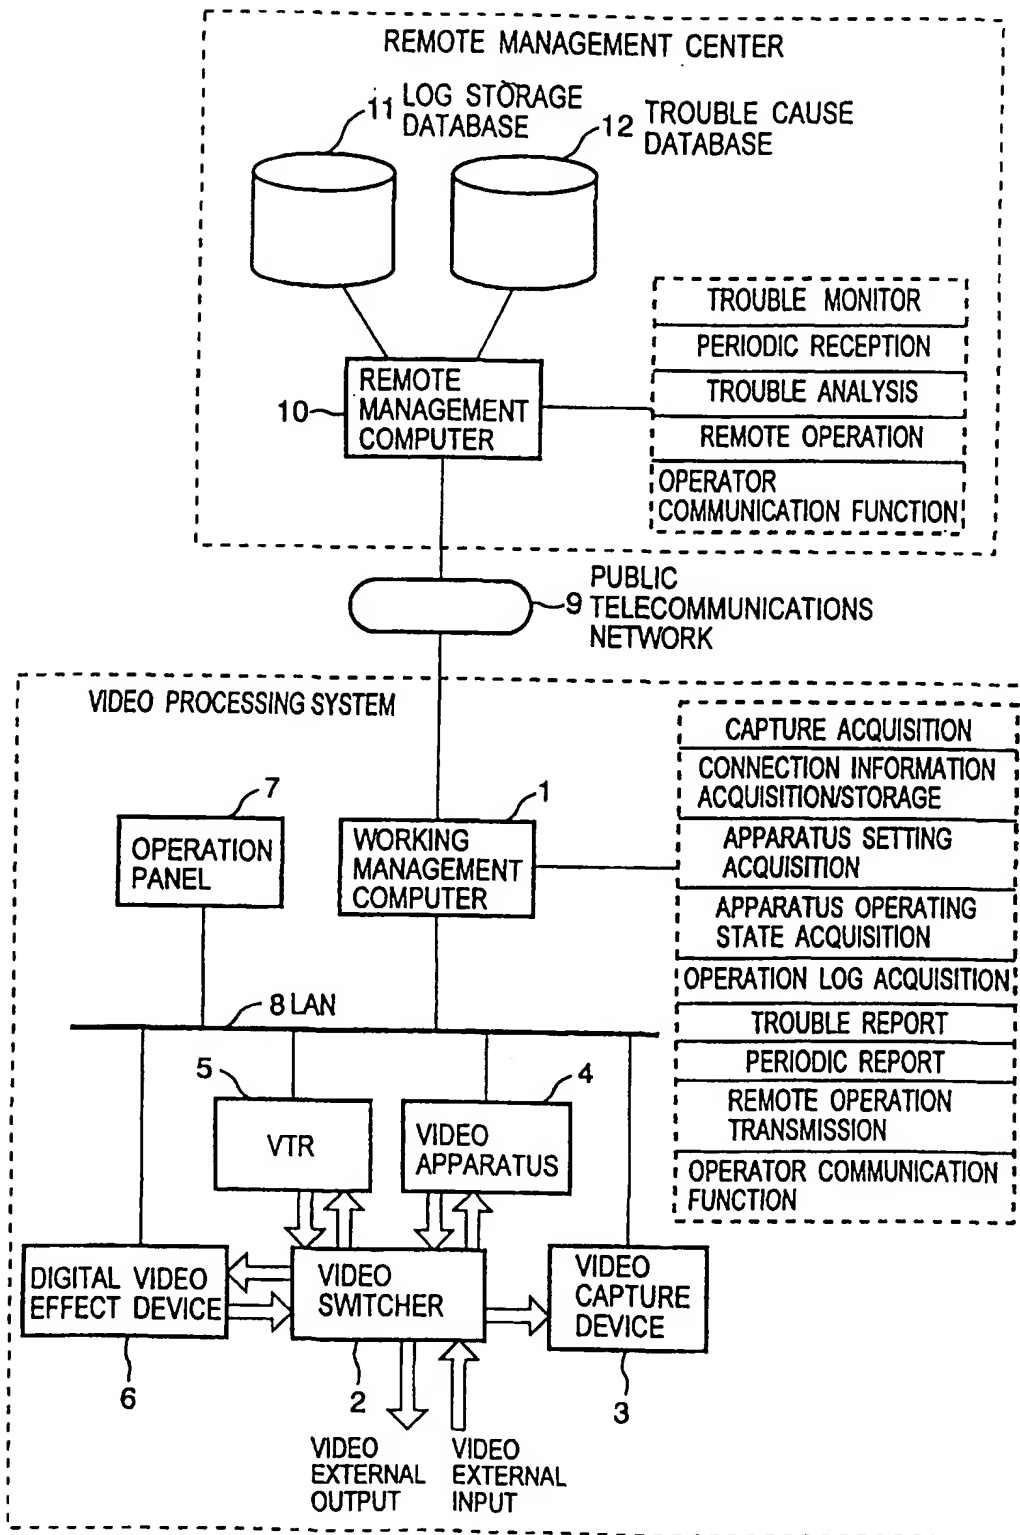 REMOTE MANAGEMENT CENTER
11 LOG STORAGE
DATABASE
12 TROUBLE CAUSE
DATABASE
TROUBLE MONITOR
PERIODIC RECEPTION
TROUBLE ANALYSIS
REMOTE OPERATION
OPERATOR
COMMUNICATION FUNCTION
10
REMOTE
MANAGEMENT
COMPUTER
9
PUBLIC
TELECOMMUNICATIONS
NETWORK
VIDEO PROCESSING SYSTEM
7
OPERATION
PANEL
1
WORKING
MANAGEMENT
COMPUTER
CAPTURE ACQUISITION
CONNECTION INFORMATION
ACQUISITION/STORAGE
APPARATUS SETTING
ACQUISITION
APPARATUS OPERATING
STATE ACQUISITION
OPERATION LOG ACQUISITION
TROUBLE REPORT
PERIODIC REPORT
REMOTE OPERATION
TRANSMISSION
OPERATOR COMMUNICATION
FUNCTION
8 LAN
5
VTR
4
VIDEO
APPARATUS
DIGITAL VIDEO
EFFECT DEVICE
6
VIDEO
SWITCHER
2
VIDEO
CAPTURE
DEVICE
3
VIDEO
EXTERNAL
OUTPUT
VIDEO
EXTERNAL
INPUT